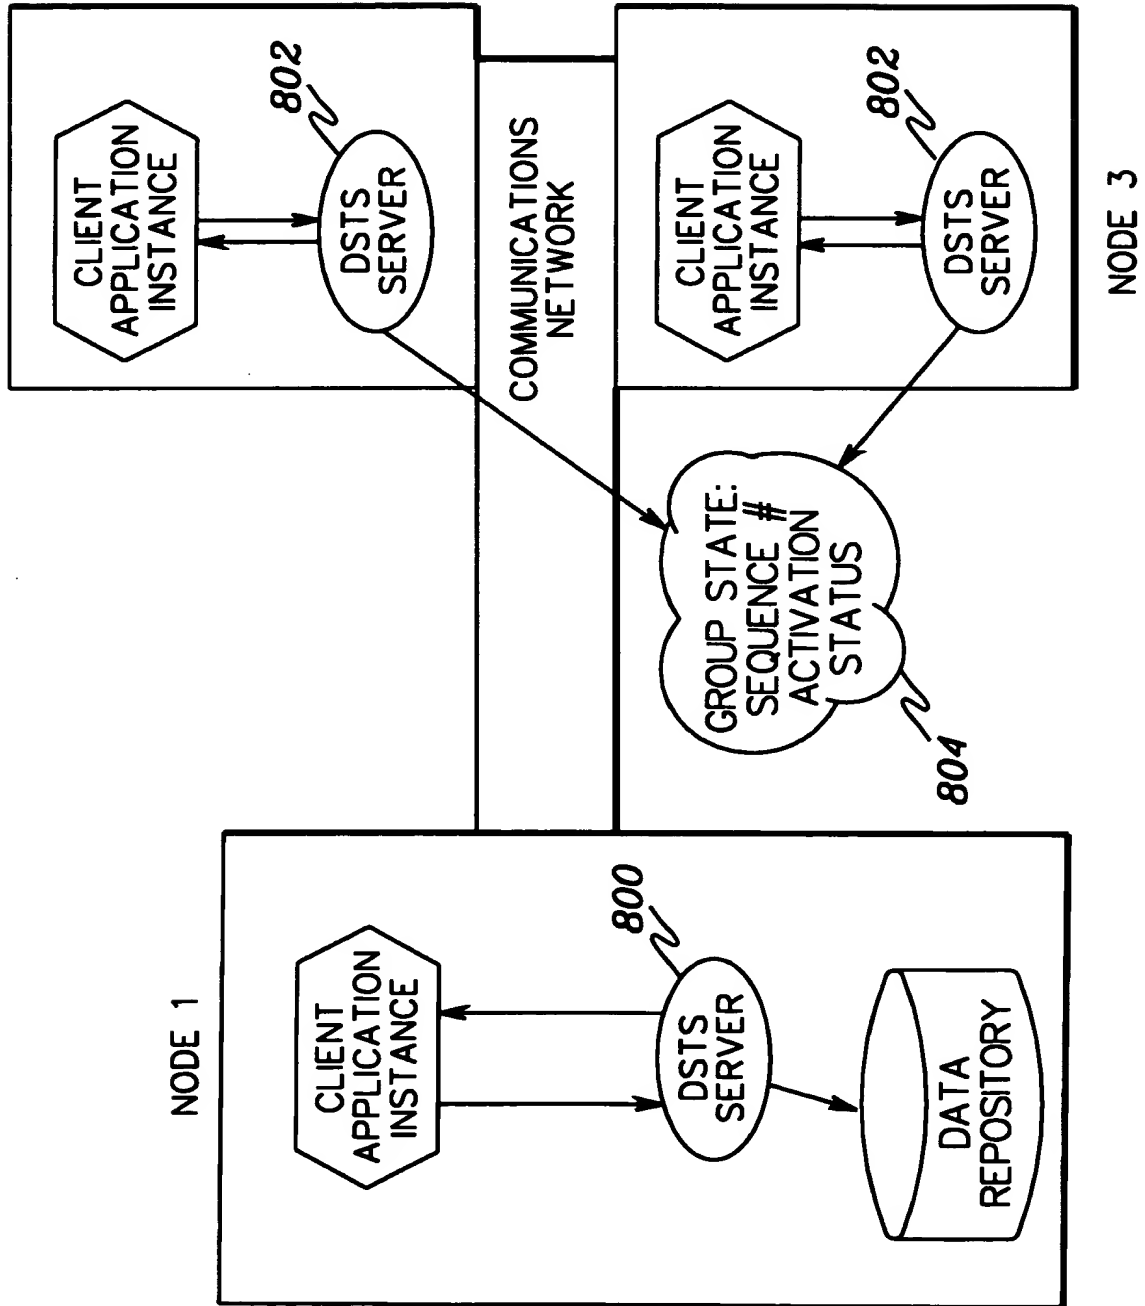 NODE 1
CLIENT
APPLICATION
INSTANCE
800
DSTS
SERVER
DATA
REPOSITORY
COMMUNICATIONS
NETWORK
CLIENT
APPLICATION
INSTANCE
802
DSTS
SERVER
GROUP STATE:
SEQUENCE #
ACTIVATION
STATUS
804
CLIENT
APPLICATION
INSTANCE
802
DSTS
SERVER
NODE 3